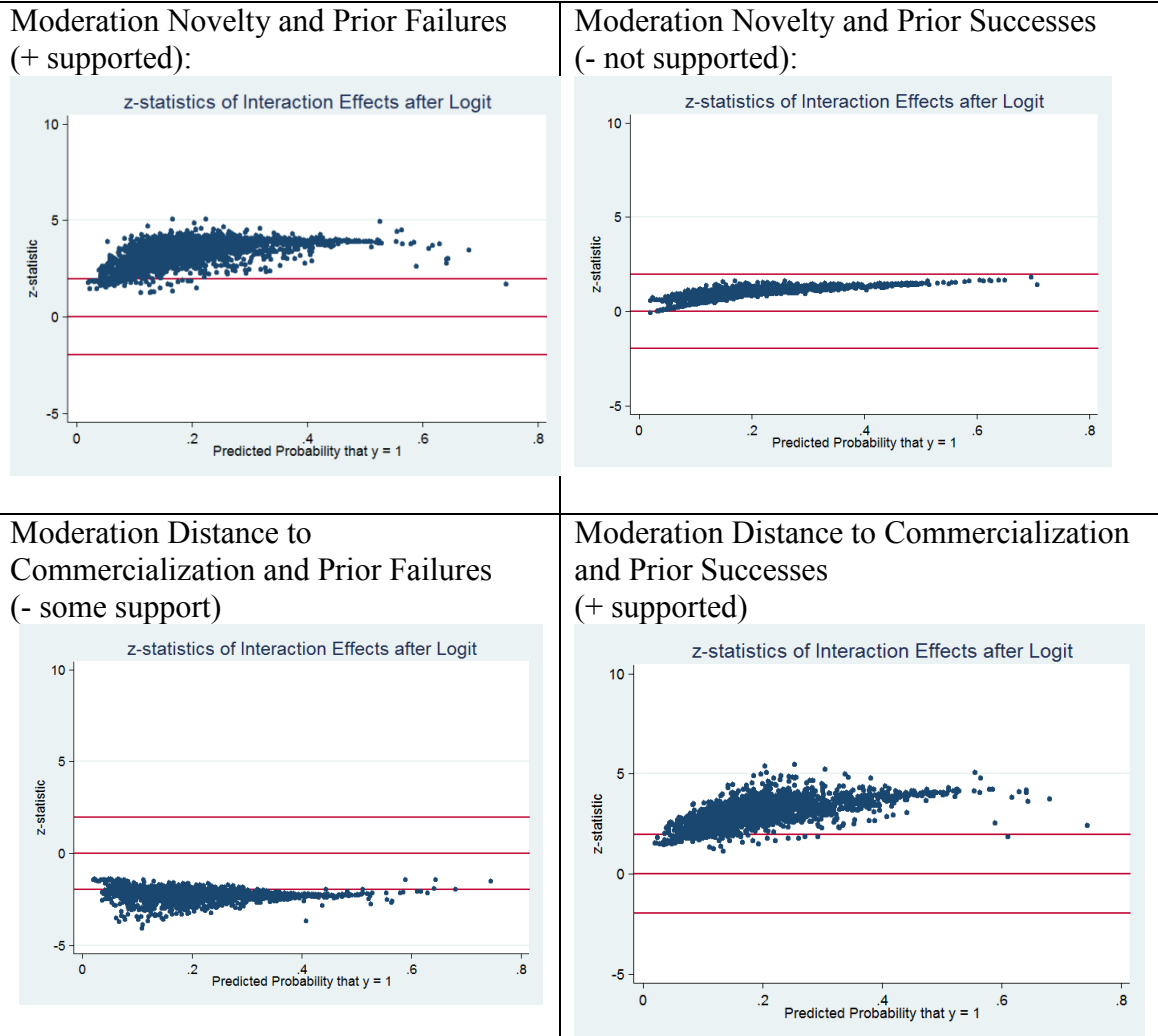 Moderation Novelty and Prior Failures
(+ supported):
z-statistics of Interaction Effects after Logit
10
5
0
-5
z-statistic
0
.2
.4
.6
.8
Predicted Probability that y = 1
Moderation Novelty and Prior Successes
(- not supported):
z-statistics of Interaction Effects after Logit
10
5
0
-5
z-statistic
0
.2
.4
.6
.8
Predicted Probability that y = 1
Moderation Distance to
Commercialization and Prior Failures
(- some support)
z-statistics of Interaction Effects after Logit
10
5
0
-5
z-statistic
0
.2
.4
.6
.8
Predicted Probability that y = 1
Moderation Distance to Commercialization
and Prior Successes
(+ supported)
z-statistics of Interaction Effects after Logit
10
5
0
-5
z-statistic
0
.2
.4
.6
.8
Predicted Probability that y = 1